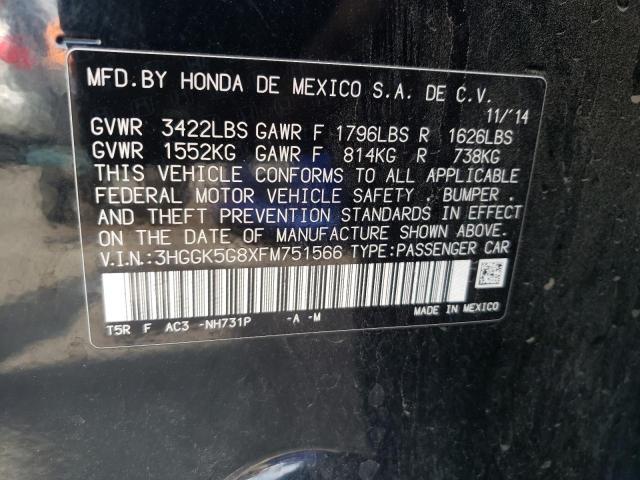 MFD.BY HONDA DE MEXICO S.A. DE C.V.
11/'14
GVWR 3422LBS GAWR F 1796LBS R 1626LBS
GVWR 1552KG GAWR F 814KG R 738KG
THIS VEHICLE CONFORMS TO ALL APPLICABLE
FEDERAL MOTOR VEHICLE SAFETY . BUMPER .
AND THEFT PREVENTION STANDARDS IN EFFECT
ON THE DATE OF MANUFACTURE SHOWN ABOVE.
V.I.N.:3HGGK5G8XFM751566 TYPE:PASSENGER CAR
T5R F AC3 -NH731P -A -M
MADE IN MEXICO